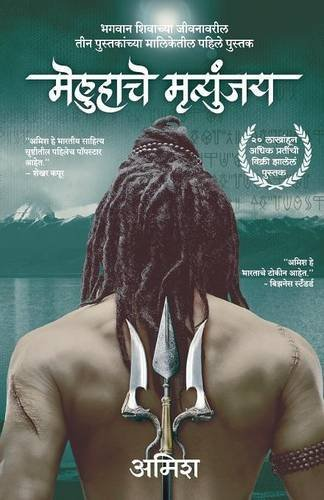 भगवान शिवाच्या जीवनावरील
तीन पुस्तकांच्या मालिकेतील पहिले पुस्तक
मेलुहाचे मृत्युंजय
"अमिश हे भारतीय साहित्य
सृष्टीतील पहिलेच पॉपस्टार
आहेत."
– शेखर कपूर
२० लाखांहून
अधिक प्रतींची
विक्री झालेलं
पुस्तक
"अमिश हे
भारताचे टोकीन आहेत."
– बिझनेस स्टँडर्ड
अमिश